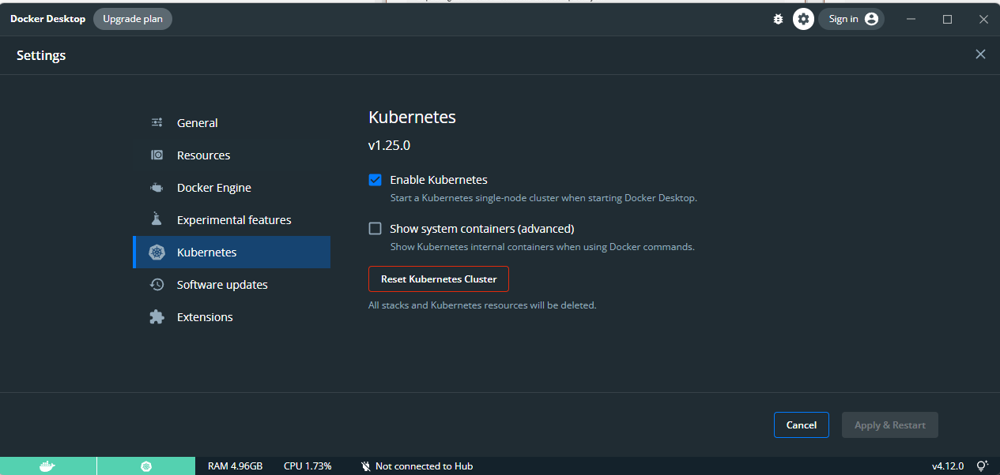 Docker Desktop Upgrade plan Sign in
Settings
General
Resources
Docker Engine
Experimental features
Kubernetes
Software updates
Extensions
Kubernetes
v1.25.0
Enable Kubernetes
Start a Kubernetes single-node cluster when starting Docker Desktop.
Show system containers (advanced)
Show Kubernetes internal containers when using Docker commands.
Reset Kubernetes Cluster
All stacks and Kubernetes resources will be deleted.
Cancel Apply & Restart
RAM 4.96GB CPU 1.73% Not connected to Hub v4.12.0